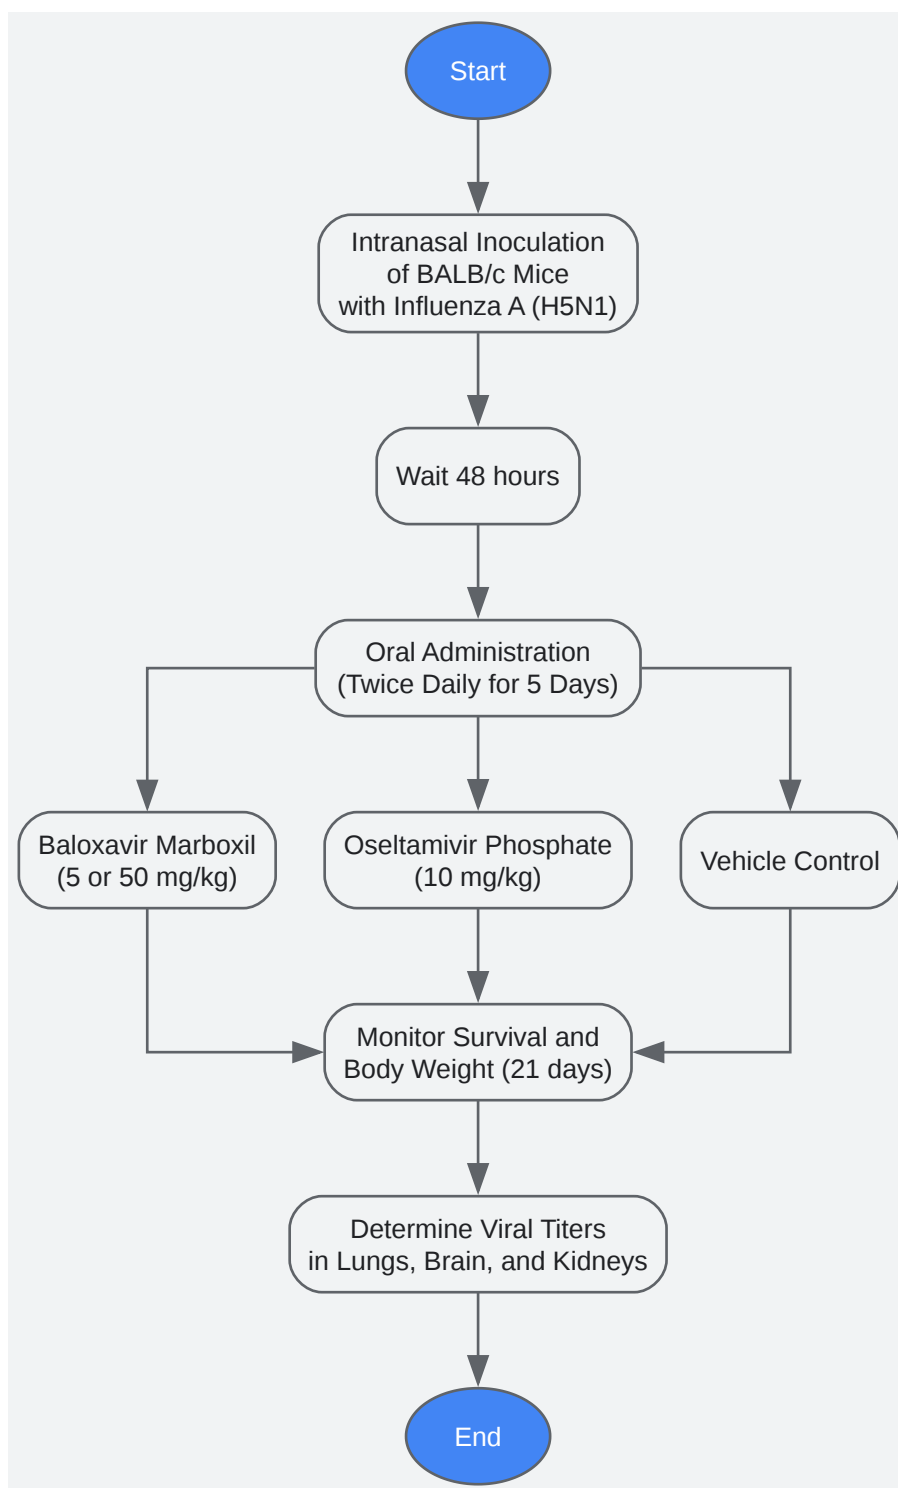 Start
Intranasal Inoculation
of BALB/c Mice
with Influenza A (H5N1)
Wait 48 hours
Oral Administration
(Twice Daily for 5 Days)
Baloxavir Marboxil
(5 or 50 mg/kg)
Oseltamivir Phosphate
(10 mg/kg)
Vehicle Control
Monitor Survival and
Body Weight (21 days)
Determine Viral Titers
in Lungs, Brain, and Kidneys
End